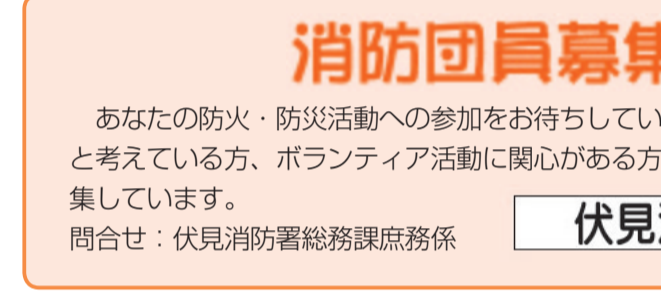 消防団員募集
あなたの防火・防災活動への参加をお待ちしてい
と考えている方、ボランティア活動に関心がある方
集しています。
問合せ：伏見消防署総務課庶務係
伏見